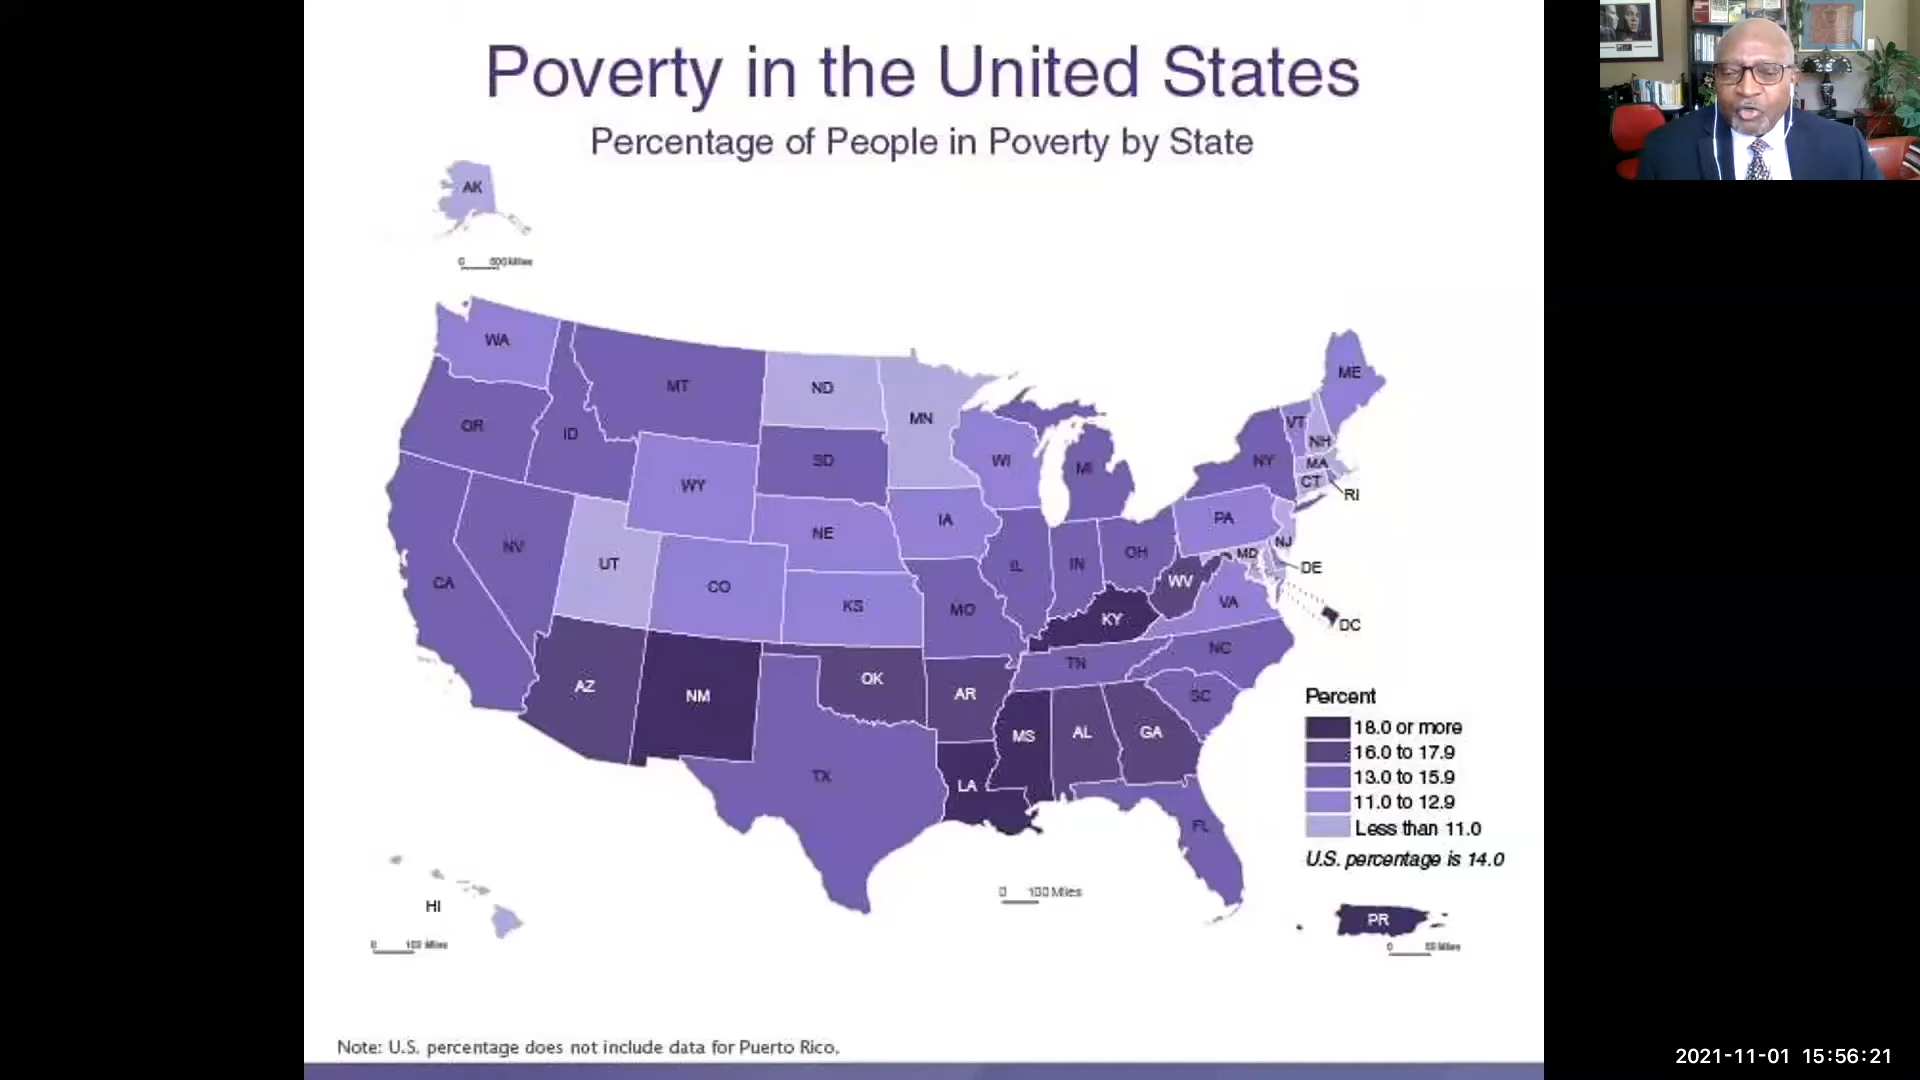 Poverty in the United States
Percentage of People in Poverty by State
AK
0 500 Miles
WA
MT
ND
MN
ME
OR
ID
SD
WI
MI
NY
VT
NH
MA
CT
RI
WY
NE
IA
PA
NJ
NV
UT
CO
KS
IL
IN
OH
WV
MD
DE
CA
MO
KY
VA
DC
AZ
NM
OK
AR
TN
NC
SC
TX
LA
MS
AL
GA
FL
Percent
18.0 or more
16.0 to 17.9
13.0 to 15.9
11.0 to 12.9
Less than 11.0
U.S. percentage is 14.0
HI
0 100 Miles
0 100 Miles
PR
0 Miles
Note: U.S. percentage does not include data for Puerto Rico.
2021-11-01 15:56:21